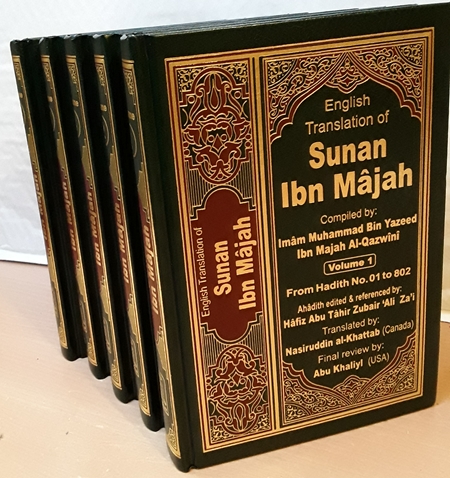 English
Translation of
Sunan
Ibn Mâjah
Compiled by:
Imâm Muhammad Bin Yazeed
Ibn Majah Al-Qazwinî
Volume 1
From Hadith No. 01 to 802
Ahâdith edited & referenced by:
Hâfiz Abu Tâhir Zubair 'Ali Za'i
Translated by:
Nasiruddin al-Khattab (Canada)
Final review by:
Abu Khaliyl (USA)
English Translation of
Sunan
Ibn Mâjah